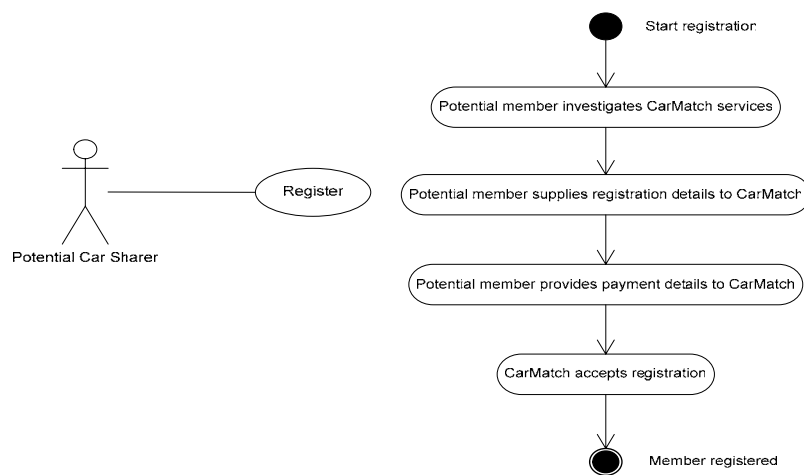 Start registration
Potential member investigates CarMatch services
Register
Potential member supplies registration details to CarMatch
Potential Car Sharer
Potential member provides payment details to CarMatch
CarMatch accepts registration
Member registered